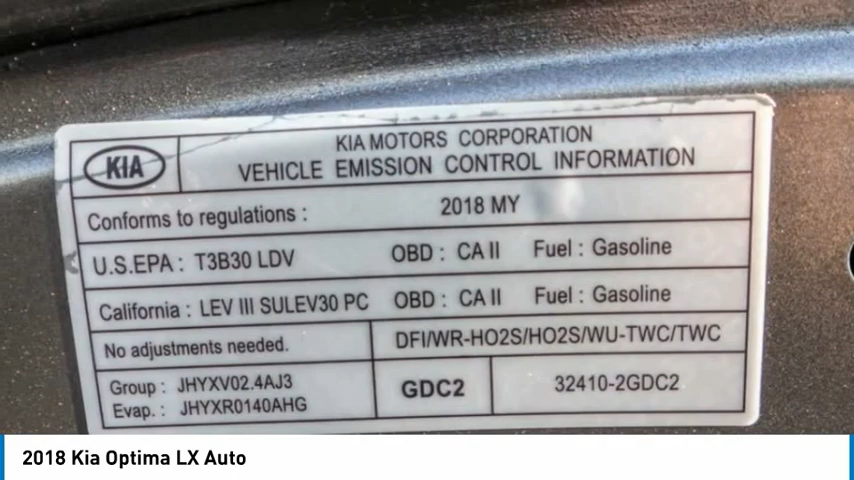 KIA
KIA MOTORS CORPORATION
VEHICLE EMISSION CONTROL INFORMATION
Conforms to regulations : 2018 MY
U.S.EPA : T3B30 LDV OBD : CA II Fuel : Gasoline
California : LEV III SULEV30 PC OBD : CA II Fuel : Gasoline
No adjustments needed. DFI/WR-HO2S/HO2S/WU-TWC/TWC
Group : JHYXV02.4AJ3
Evap. : JHYXR0140AHG
GDC2 32410-2GDC2
2018 Kia Optima LX Auto